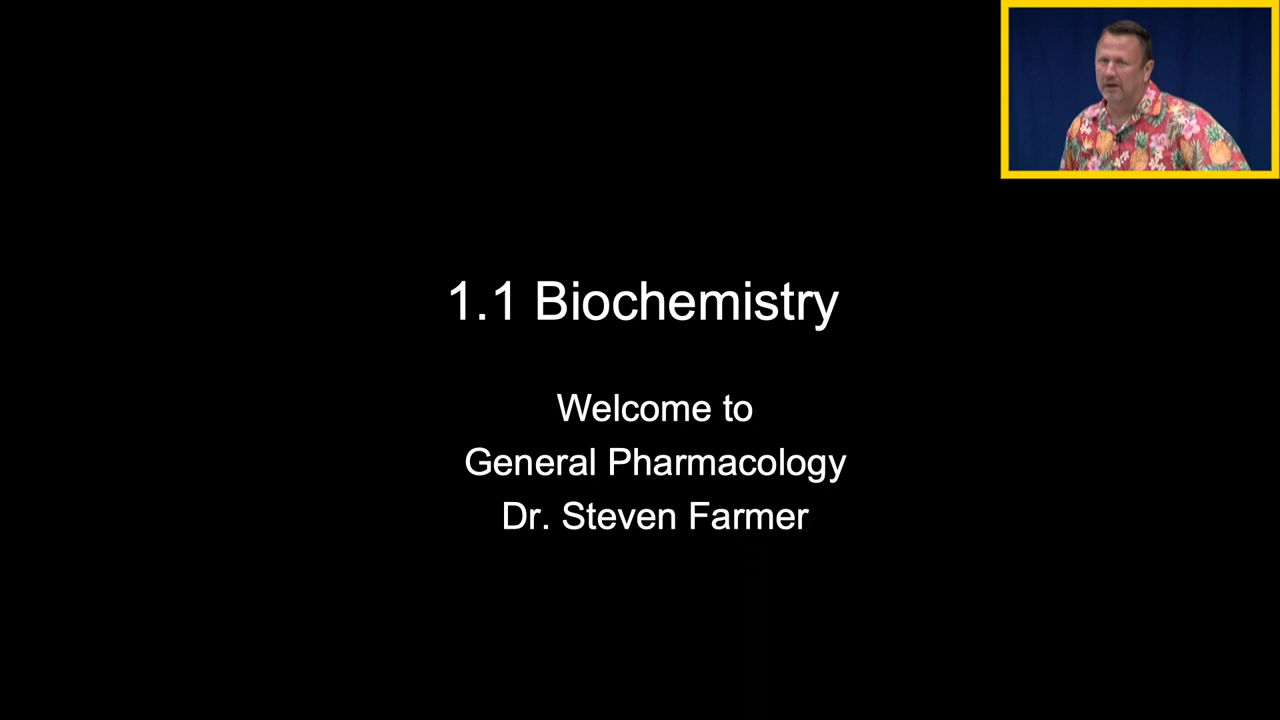 1.1 Biochemistry
Welcome to
General Pharmacology
Dr. Steven Farmer